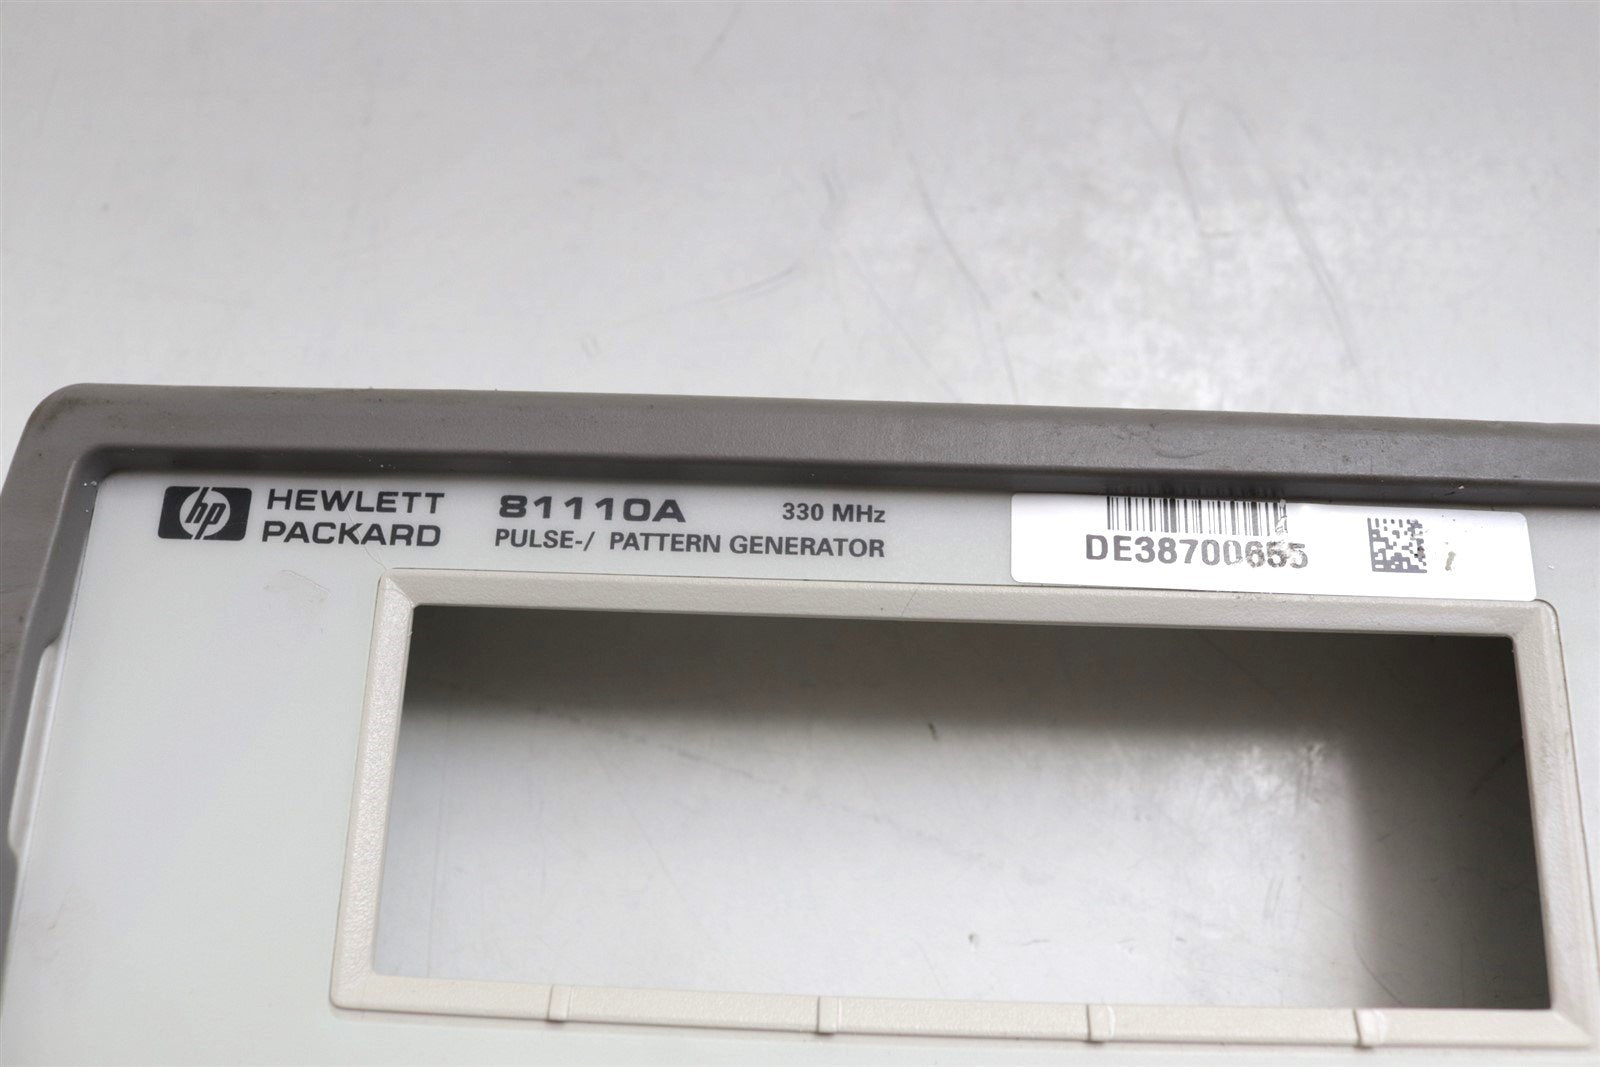 hp HEWLETT
PACKARD
81110A 330 MHz
PULSE-/ PATTERN GENERATOR
DE38700655